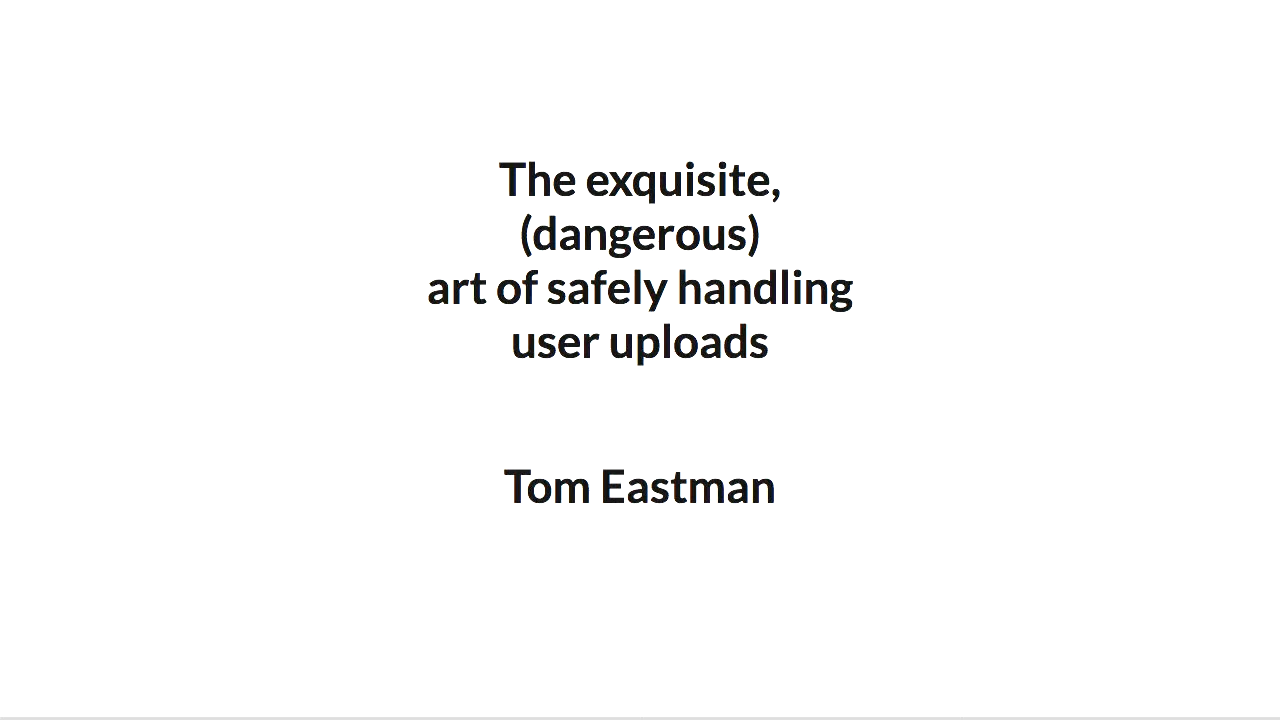 The exquisite,
(dangerous)
art of safely handling
user uploads
Tom Eastman